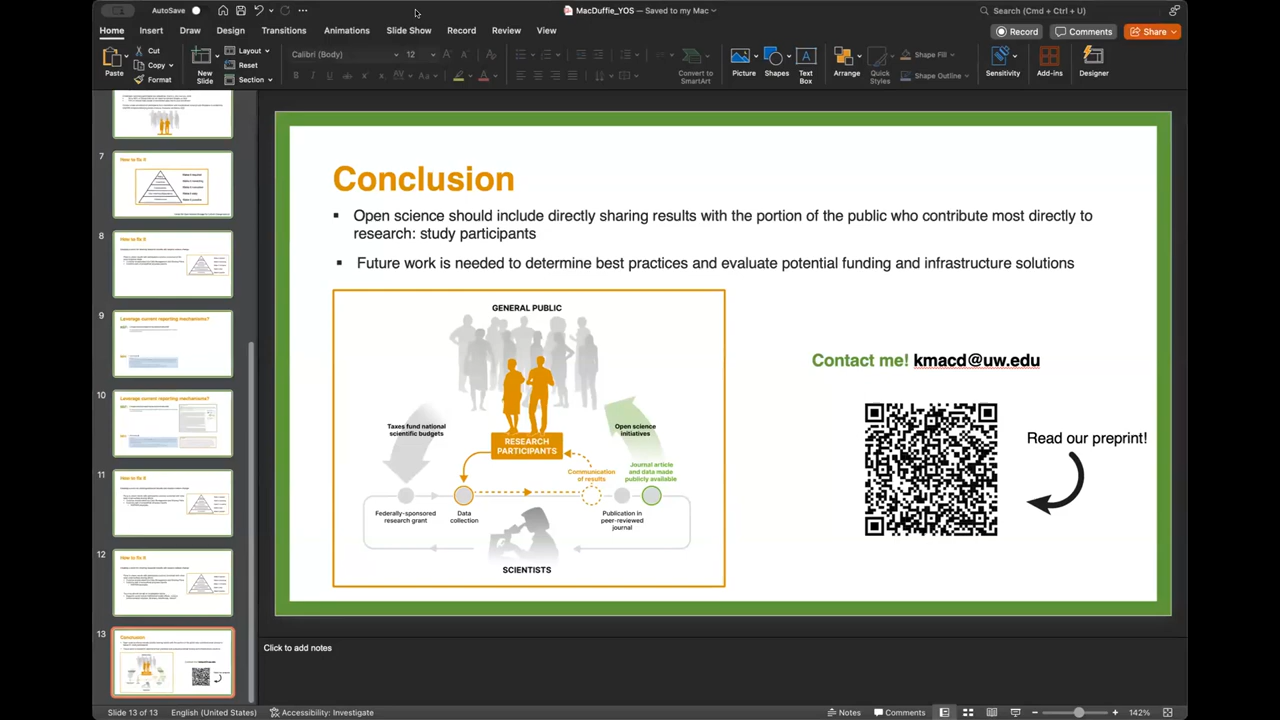 AutoSave
MacDuffie_YOS — Saved to my Mac
Search (Cmd + Ctrl + U)
Home Insert Draw Design Transitions Animations Slide Show Record Review View
Record Comments Share
Paste
Cut
Copy
Format
New Slide
Layout
Reset
Section
Calibri (Body) 12
Convert to SmartArt
Picture
Shapes
Text Box
Arrange
Quick Styles
Shape Fill
Shape Outline
Sensitivity
Add-ins
Designer
7
How to fix it
8
How to fix it
9
Leverage current reporting mechanisms?
10
Leverage current reporting mechanisms?
11
How to fix it
12
How to fix it
13
Conclusion
Conclusion
▪ Open science should include directly sharing results with the portion of the public who contribute most directly to
research: study participants
▪ Future work is needed to determine best practices and evaluate potential funding and infrastructure solutions
GENERAL PUBLIC
Taxes fund national
scientific budgets
RESEARCH
PARTICIPANTS
Open science
initiatives
Communication
of results
Journal article
and data made
publicly available
Federally-sponsored
research grant
Data
collection
Publication in
peer-reviewed
journal
SCIENTISTS
Contact me! kmacd@uw.edu
Read our preprint!
Click to add notes
Slide 13 of 13 English (United States) Accessibility: Investigate Notes Comments 142%